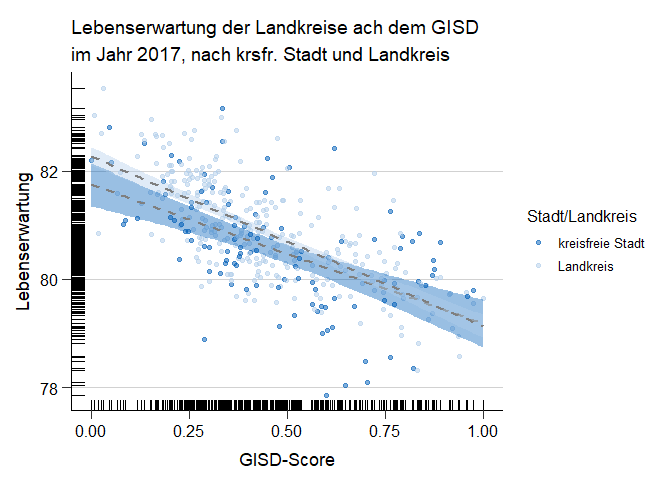 Lebenserwartung der Landkreise ach dem GISD
im Jahr 2017, nach krsfr. Stadt und Landkreis
Lebenserwartung
82
80
78
0.00
0.25
0.50
0.75
1.00
GISD-Score
Stadt/Landkreis
kreisfreie Stadt
Landkreis